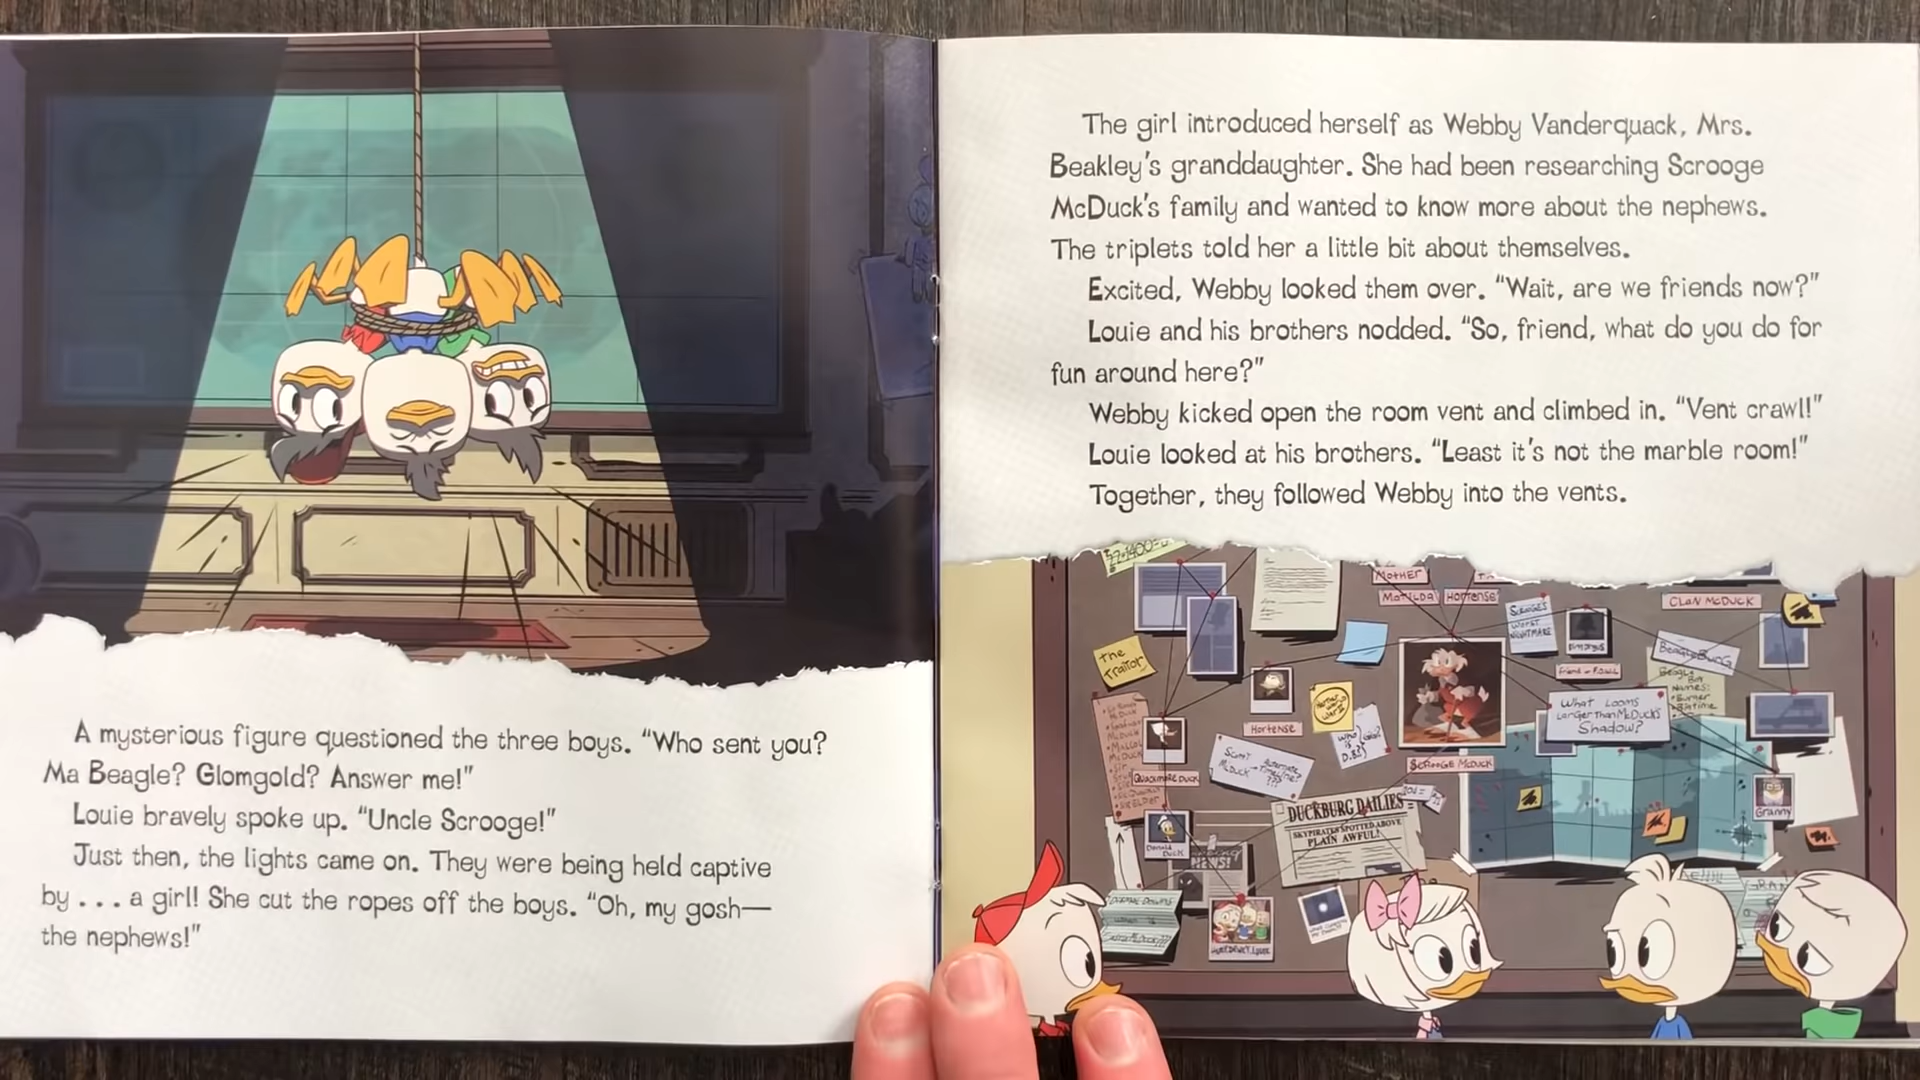 A mysterious figure questioned the three boys. “Who sent you?
Ma Beagle? Glomgold? Answer me!”
Louie bravely spoke up. “Uncle Scrooge!”
Just then, the lights came on. They were being held captive
by . . . a girl! She cut the ropes off the boys. “Oh, my gosh—
the nephews!”
The girl introduced herself as Webby Vanderquack, Mrs.
Beakley’s granddaughter. She had been researching Scrooge
McDuck’s family and wanted to know more about the nephews.
The triplets told her a little bit about themselves.
Excited, Webby looked them over. “Wait, are we friends now?”
Louie and his brothers nodded. “So, friend, what do you do for
fun around here?”
Webby kicked open the room vent and climbed in. “Vent crawl!”
Louie looked at his brothers. “Least it’s not the marble room!”
Together, they followed Webby into the vents.
MOTHER
MATILDA
HORTENSE
CLAN MCDUCK
SCROOGE'S
WORST
NIGHTMARE
The
TRAITOR
What Looms
Larger Than McDuck's
Shadow?
Hortense
SCROOGE MCDUCK
QUACKMORE DUCK
DUCKBURG DAILIES
SKYPIRATES SPOTTED ABOVE
PLAIN AWFUL!
Granny
Donald
Duck
NEWS!